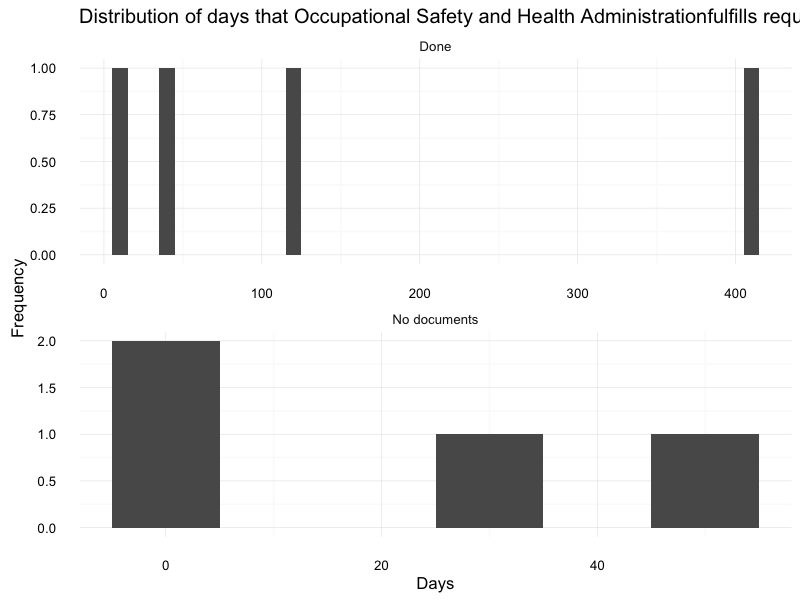 Distribution of days that Occupational Safety and Health Administrationfulfills requ
Done
1.00
0.75
0.50
0.25
0.00
0 100 200 300 400
Frequency
No documents
2.0
1.5
1.0
0.5
0.0
0 20 40
Days